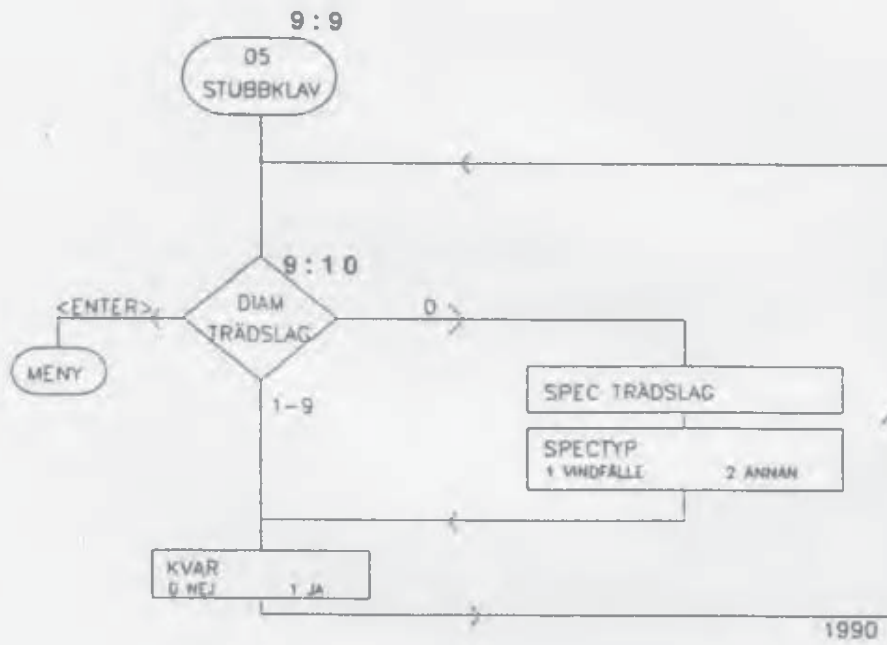 9:9
05
STUBBKLAV
9:10
<ENTER>
DIAM
TRÄDSLAG
0
MENY
1-9
SPEC TRÄDSLAG
SPECTYP
1 VINDFÄLLE 2 ANNAN
KVAR
0 NEJ 1 JA
1990